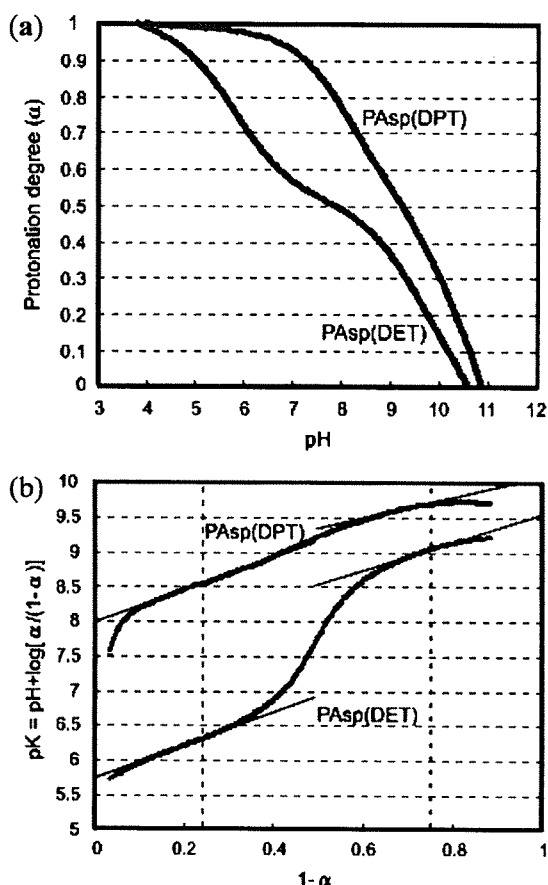 (a)
1
0.9
0.8
0.7
0.6
0.5
0.4
0.3
0.2
0.1
0
Protonation degree (α)
PAsp(DPT)
PAsp(DET)
3 4 5 6 7 8 9 10 11 12
pH
(b)
10
9.5
9
8.5
8
7.5
7
6.5
6
5.5
5
pK = pH+log[α/(1-α)]
PAsp(DPT)
PAsp(DET)
0 0.2 0.4 0.6 0.8 1
1-α